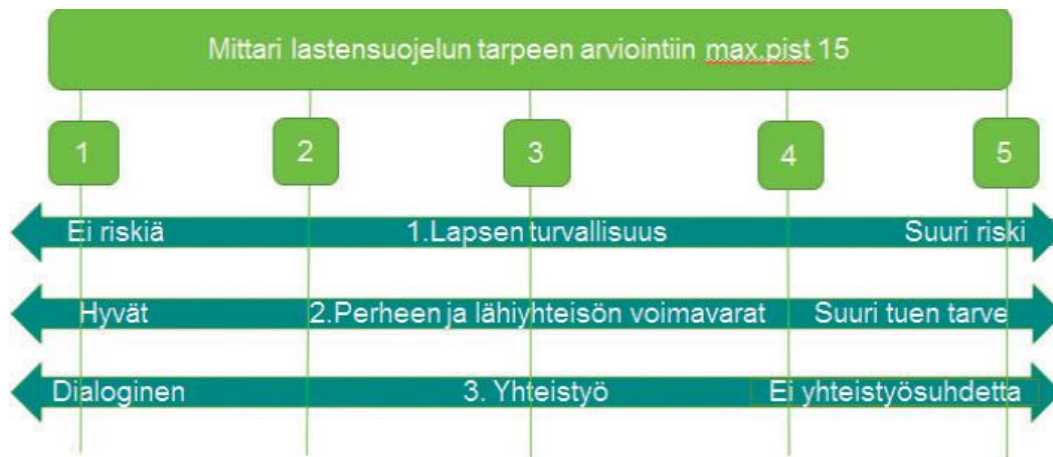 Mittari lastensuojelun tarpeen arviointiin max.pist 15
1 2 3 4 5
Ei riskiä 1.Lapsen turvallisuus Suuri riski
Hyvät 2.Perheen ja lähiyhteisön voimavarat Suuri tuen tarve
Dialoginen 3. Yhteistyö Ei yhteistyösuhdetta